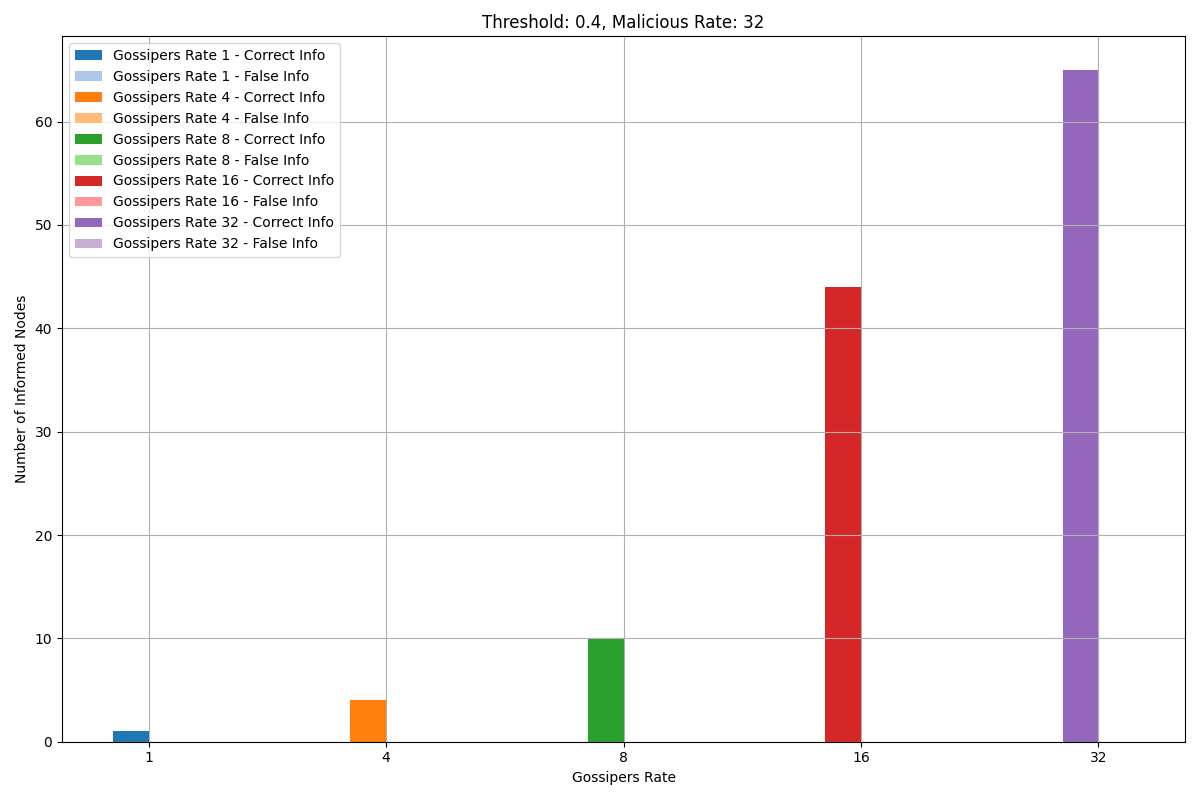 Threshold: 0.4, Malicious Rate: 32
Gossipers Rate 1 - Correct Info
Gossipers Rate 1 - False Info
Gossipers Rate 4 - Correct Info
Gossipers Rate 4 - False Info
Gossipers Rate 8 - Correct Info
Gossipers Rate 8 - False Info
Gossipers Rate 16 - Correct Info
Gossipers Rate 16 - False Info
Gossipers Rate 32 - Correct Info
Gossipers Rate 32 - False Info
Number of Informed Nodes
60
50
40
30
20
10
0
1 4 8 16 32
Gossipers Rate